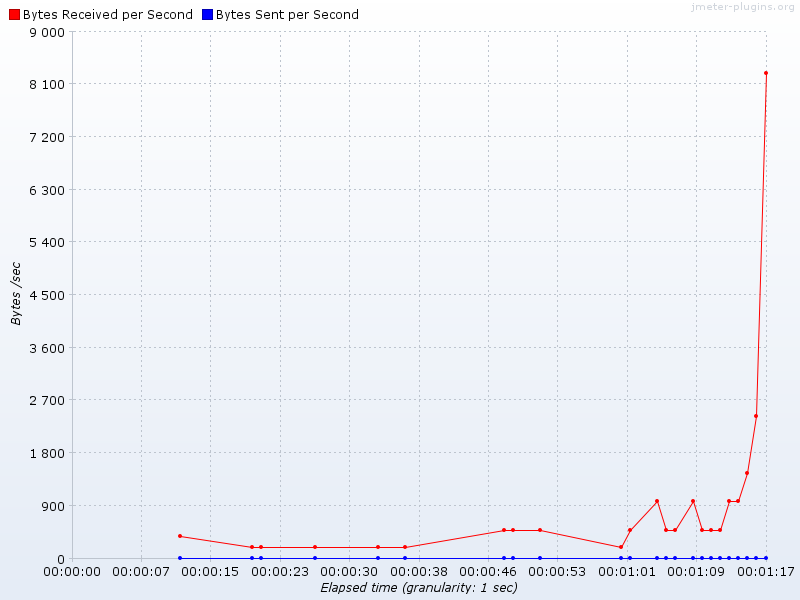 jmeter-plugins.org
Bytes Received per Second Bytes Sent per Second
9 000
8 100
7 200
6 300
5 400
4 500
3 600
2 700
1 800
900
0
Bytes /sec
00:00:00 00:00:07 00:00:15 00:00:23 00:00:30 00:00:38 00:00:46 00:00:53 00:01:01 00:01:09 00:01:17
Elapsed time (granularity: 1 sec)